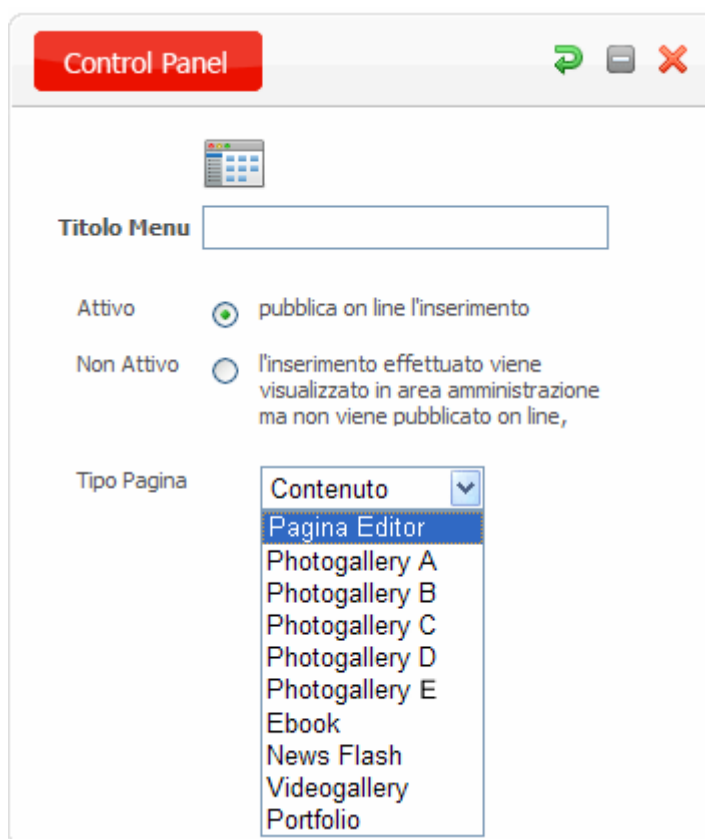 Control Panel
Titolo Menu
Attivo pubblica on line l'inserimento
Non Attivo l'inserimento effettuato viene
visualizzato in area amministrazione
ma non viene pubblicato on line,
Tipo Pagina Contenuto
Pagina Editor
Photogallery A
Photogallery B
Photogallery C
Photogallery D
Photogallery E
Ebook
News Flash
Videogallery
Portfolio